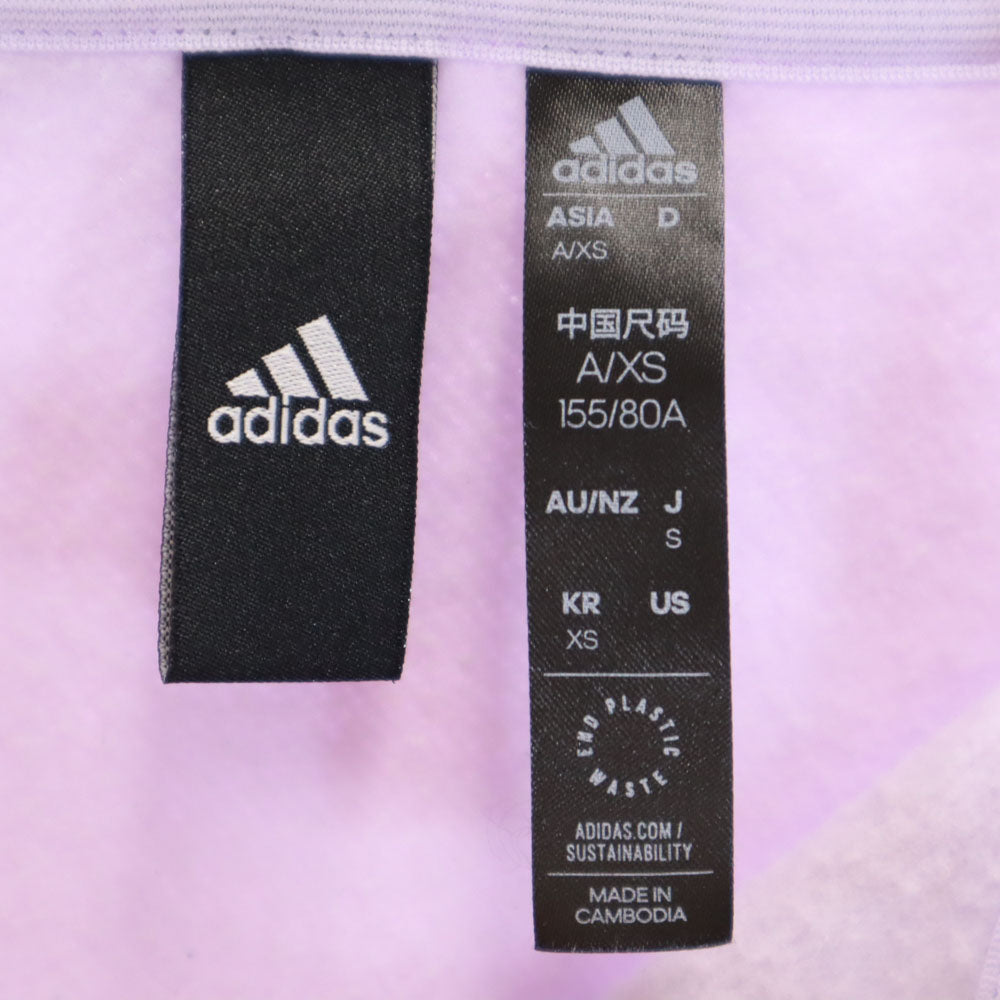 adidas
adidas
ASIA D
A/XS
中国尺码
A/XS
155/80A
AU/NZ J
S
KR US
XS
END PLASTIC WASTE
ADIDAS.COM /
SUSTAINABILITY
MADE IN
CAMBODIA